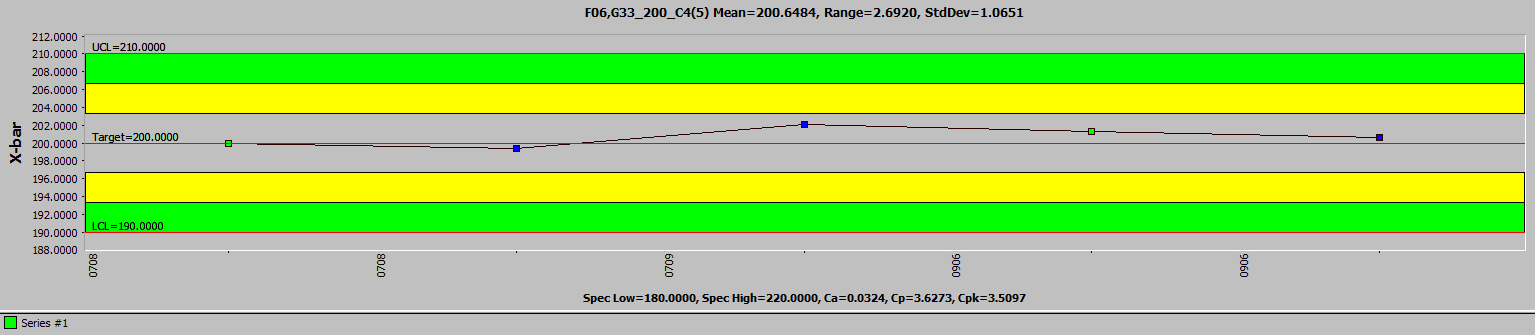 F06,G33_200_C4(5) Mean=200.6484, Range=2.6920, StdDev=1.0651
X-bar
212.0000
210.0000
208.0000
206.0000
204.0000
202.0000
200.0000
198.0000
196.0000
194.0000
192.0000
190.0000
188.0000
UCL=210.0000
Target=200.0000
LCL=190.0000
0708
0708
0709
0906
0906
Spec Low=180.0000, Spec High=220.0000, Ca=0.0324, Cp=3.6273, Cpk=3.5097
Series #1